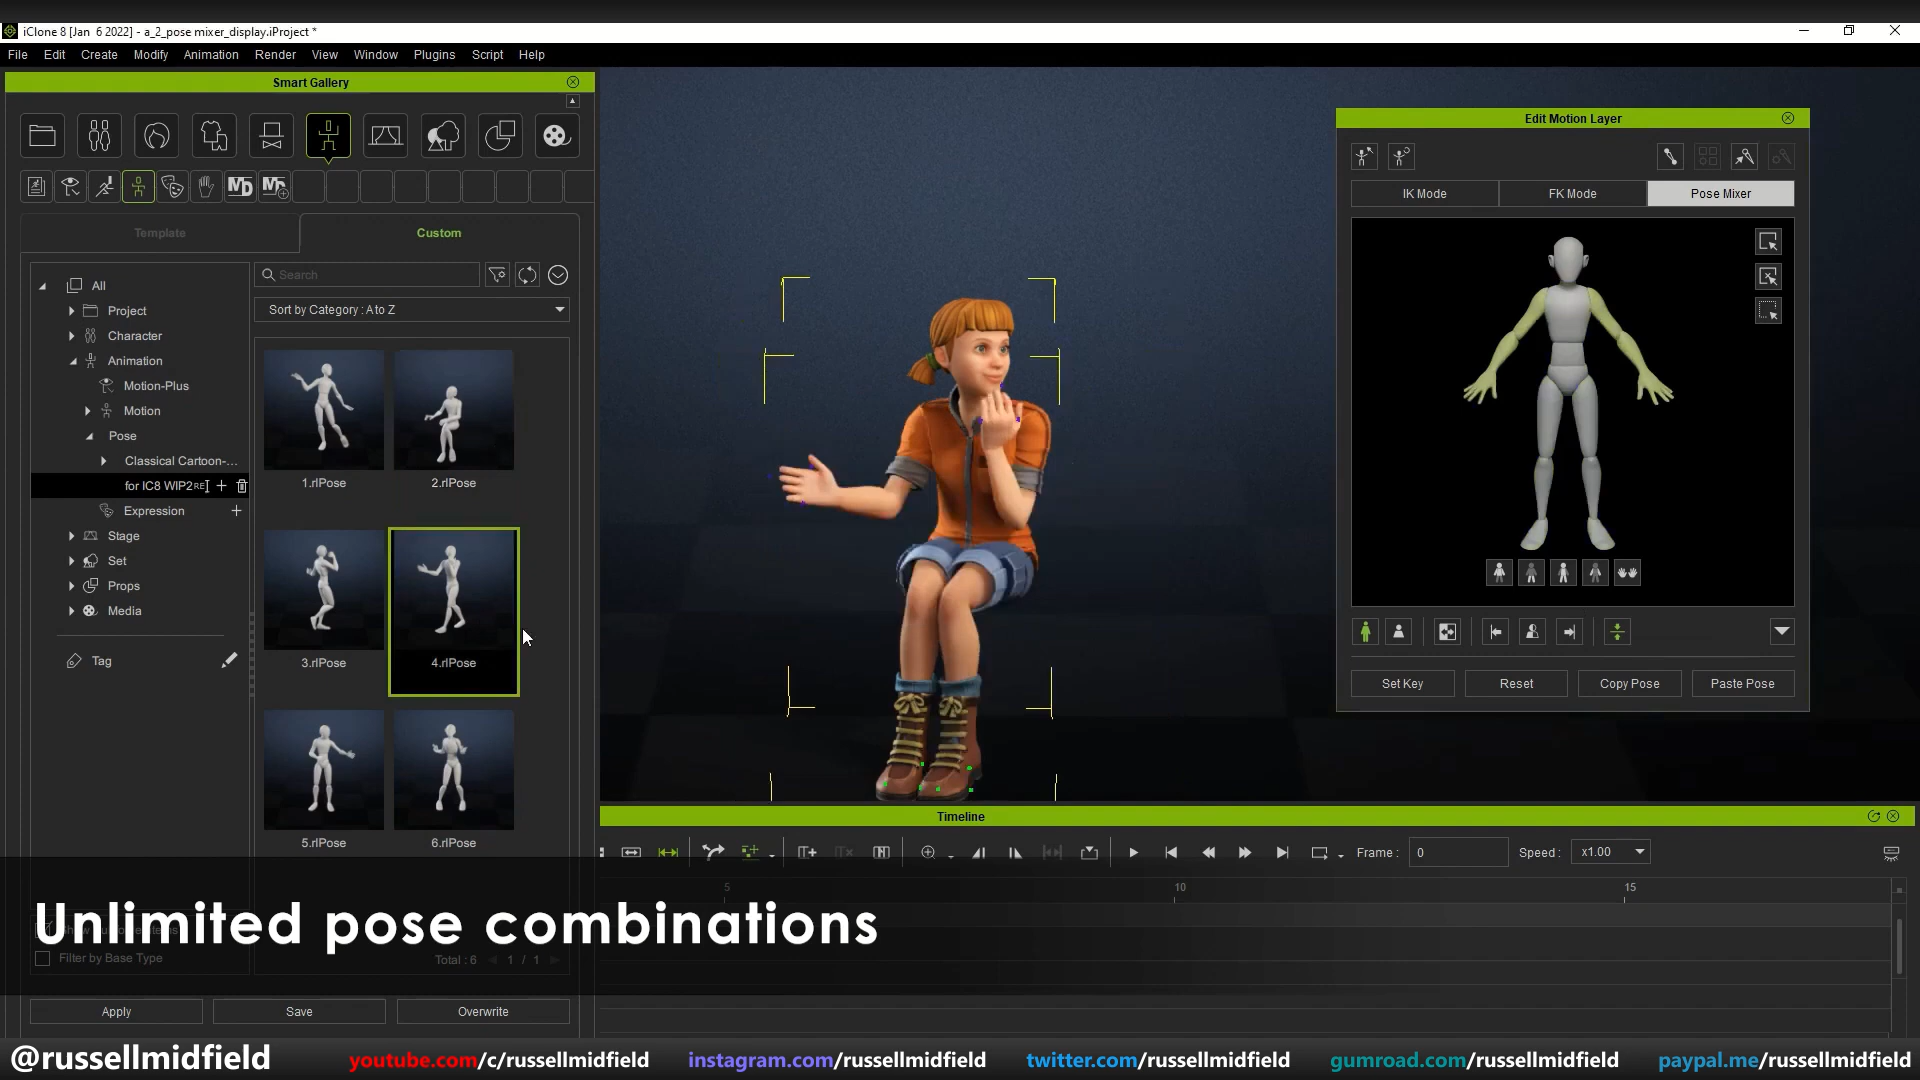 iClone 8 [Jan 6 2022] - a_2_pose mixer_display.iProject *
File Edit Create Modify Animation Render View Window Plugins Script Help
Smart Gallery
MD MD
Template Custom
All
Project
Character
Animation
Motion-Plus
Motion
Pose
Classical Cartoon-...
for IC8 WIP2
Expression
Stage
Set
Props
Media
Tag
Search
Sort by Category : A to Z
1.rlPose 2.rlPose
3.rlPose 4.rlPose
5.rlPose 6.rlPose
Filter by Base Type
Total : 6 1 / 1
Apply Save Overwrite
Edit Motion Layer
IK Mode FK Mode Pose Mixer
Set Key Reset Copy Pose Paste Pose
Timeline
Frame : 0 Speed : x1.00
5 10 15
Unlimited pose combinations
@russellmidfield youtube.com/c/russellmidfield instagram.com/russellmidfield twitter.com/russellmidfield gumroad.com/russellmidfield paypal.me/russellmidfield